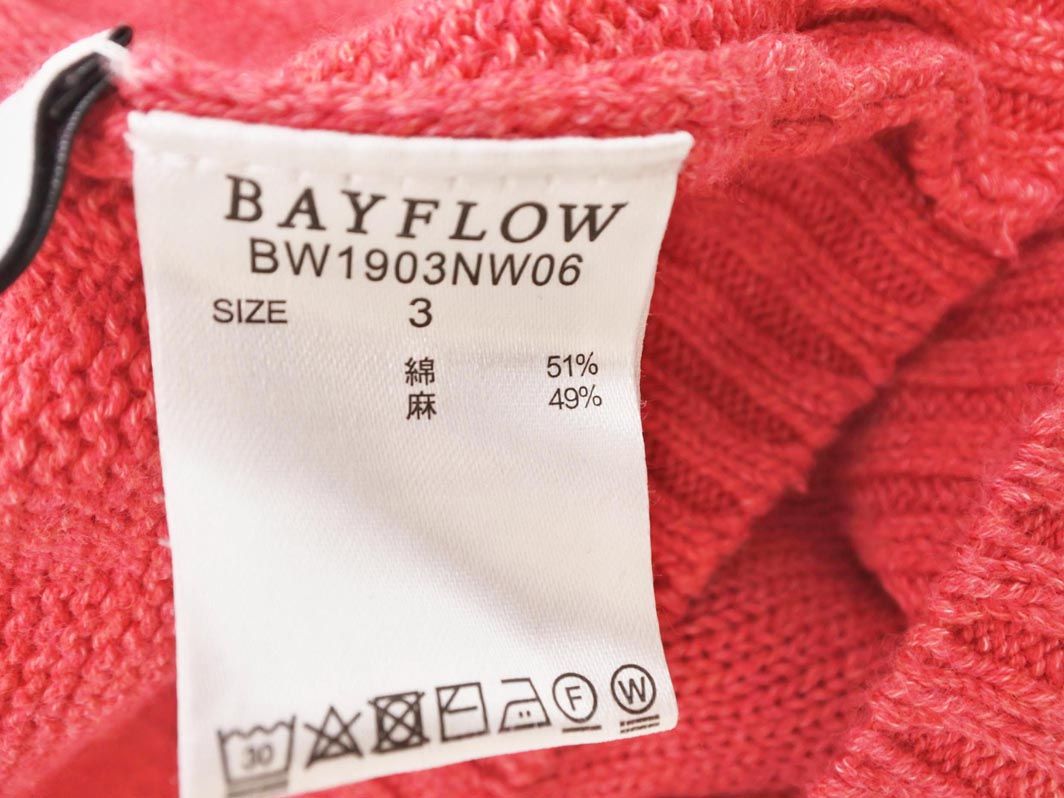 BAYFLOW
BW1903NW06
SIZE 3
綿 51%
麻 49%
30 F W